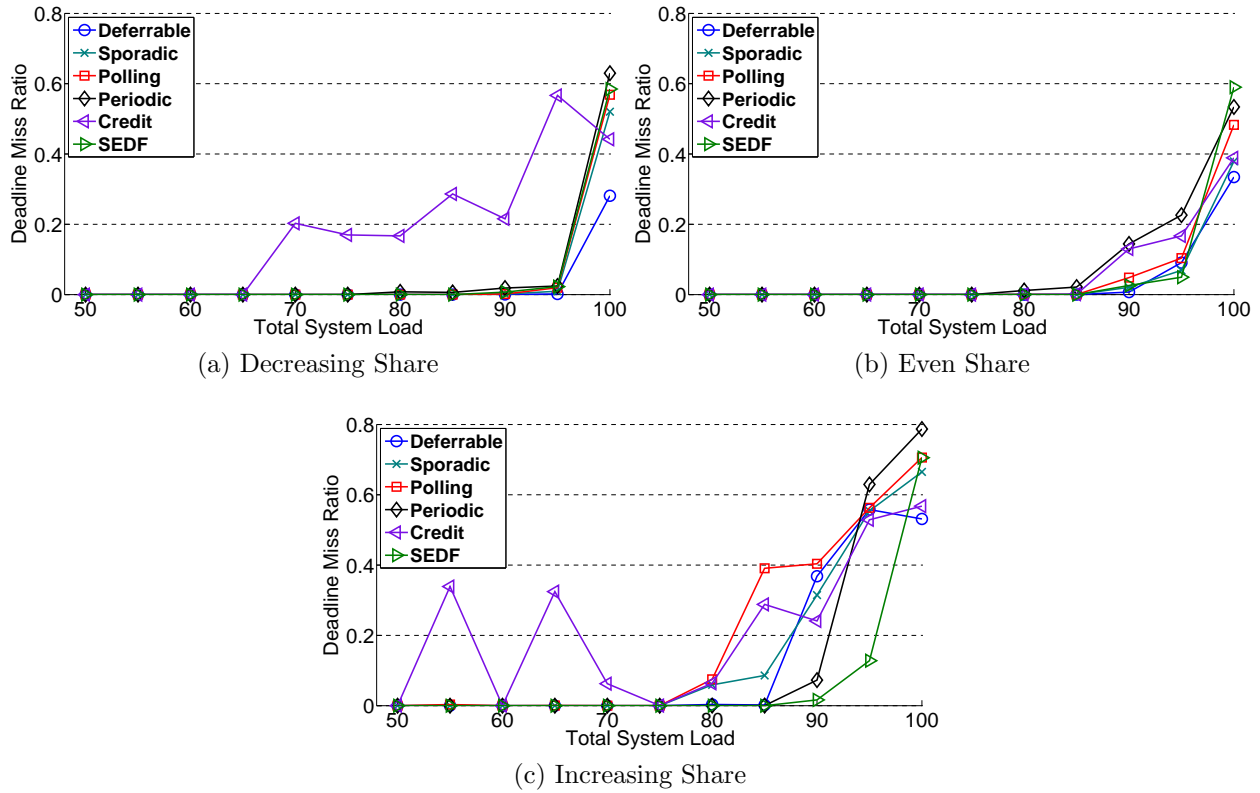 Deadline Miss Ratio
0.8
0.6
0.4
0.2
0
Deferrable
Sporadic
Polling
Periodic
Credit
SEDF
50 60 70 80 90 100
Total System Load
(a) Decreasing Share
Deadline Miss Ratio
0.8
0.6
0.4
0.2
0
Deferrable
Sporadic
Polling
Periodic
Credit
SEDF
50 60 70 80 90 100
Total System Load
(b) Even Share
Deadline Miss Ratio
0.8
0.6
0.4
0.2
0
Deferrable
Sporadic
Polling
Periodic
Credit
SEDF
50 60 70 80 90 100
Total System Load
(c) Increasing Share